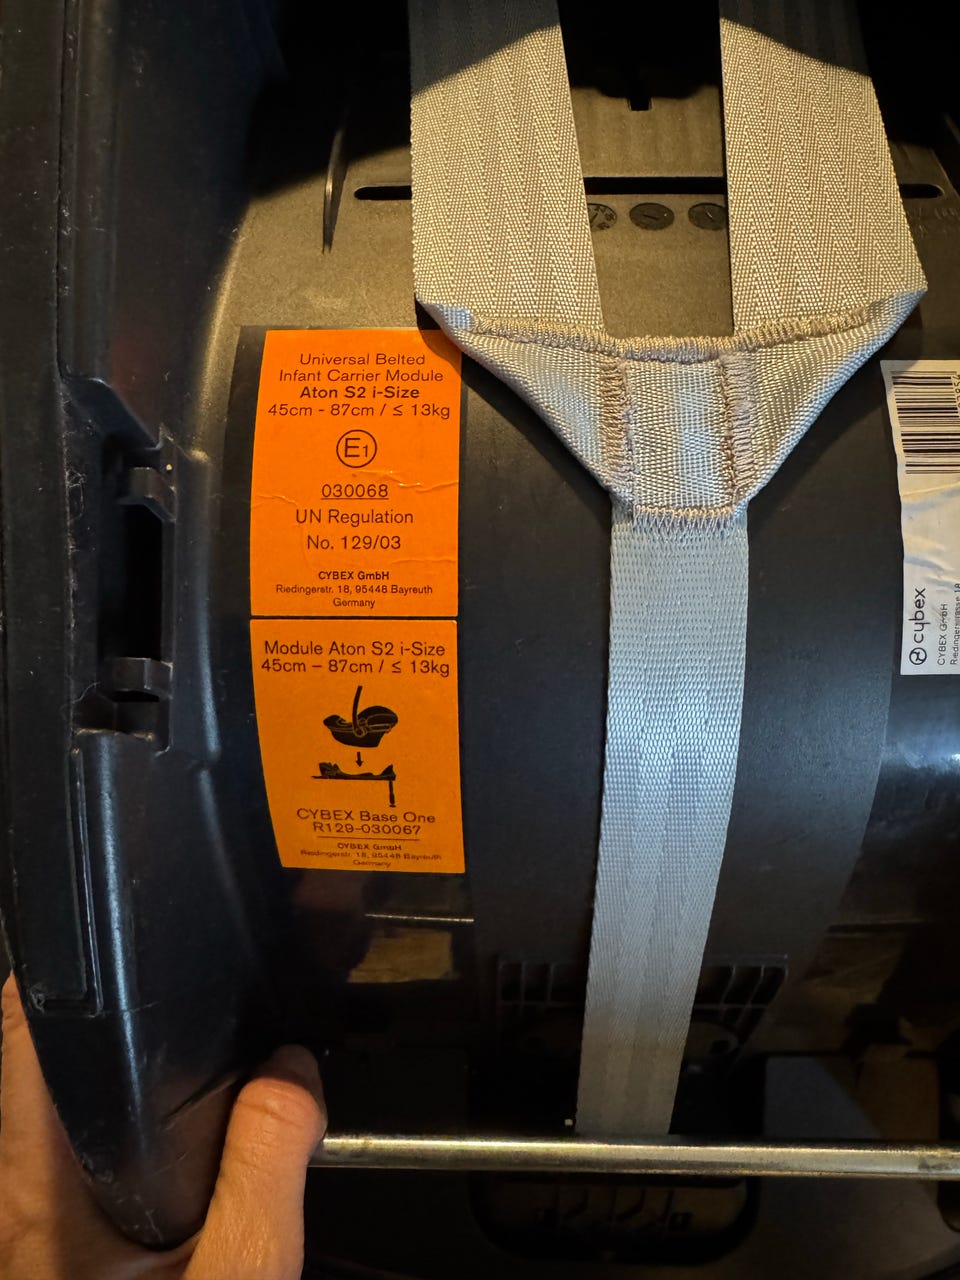 Universal Belted
Infant Carrier Module
Aton S2 i-Size
45cm - 87cm / ≤ 13kg
E1
030068
UN Regulation
No. 129/03
CYBEX GmbH
Riedingerstr. 18, 95448 Bayreuth
Germany
Module Aton S2 i-Size
45cm – 87cm / ≤ 13kg
CYBEX Base One
R129-030067
CYBEX GmbH
Riedingerstr. 18, 95448 Bayreuth
Germany
cybex
CYBEX GmbH
Riedingerstrasse 18